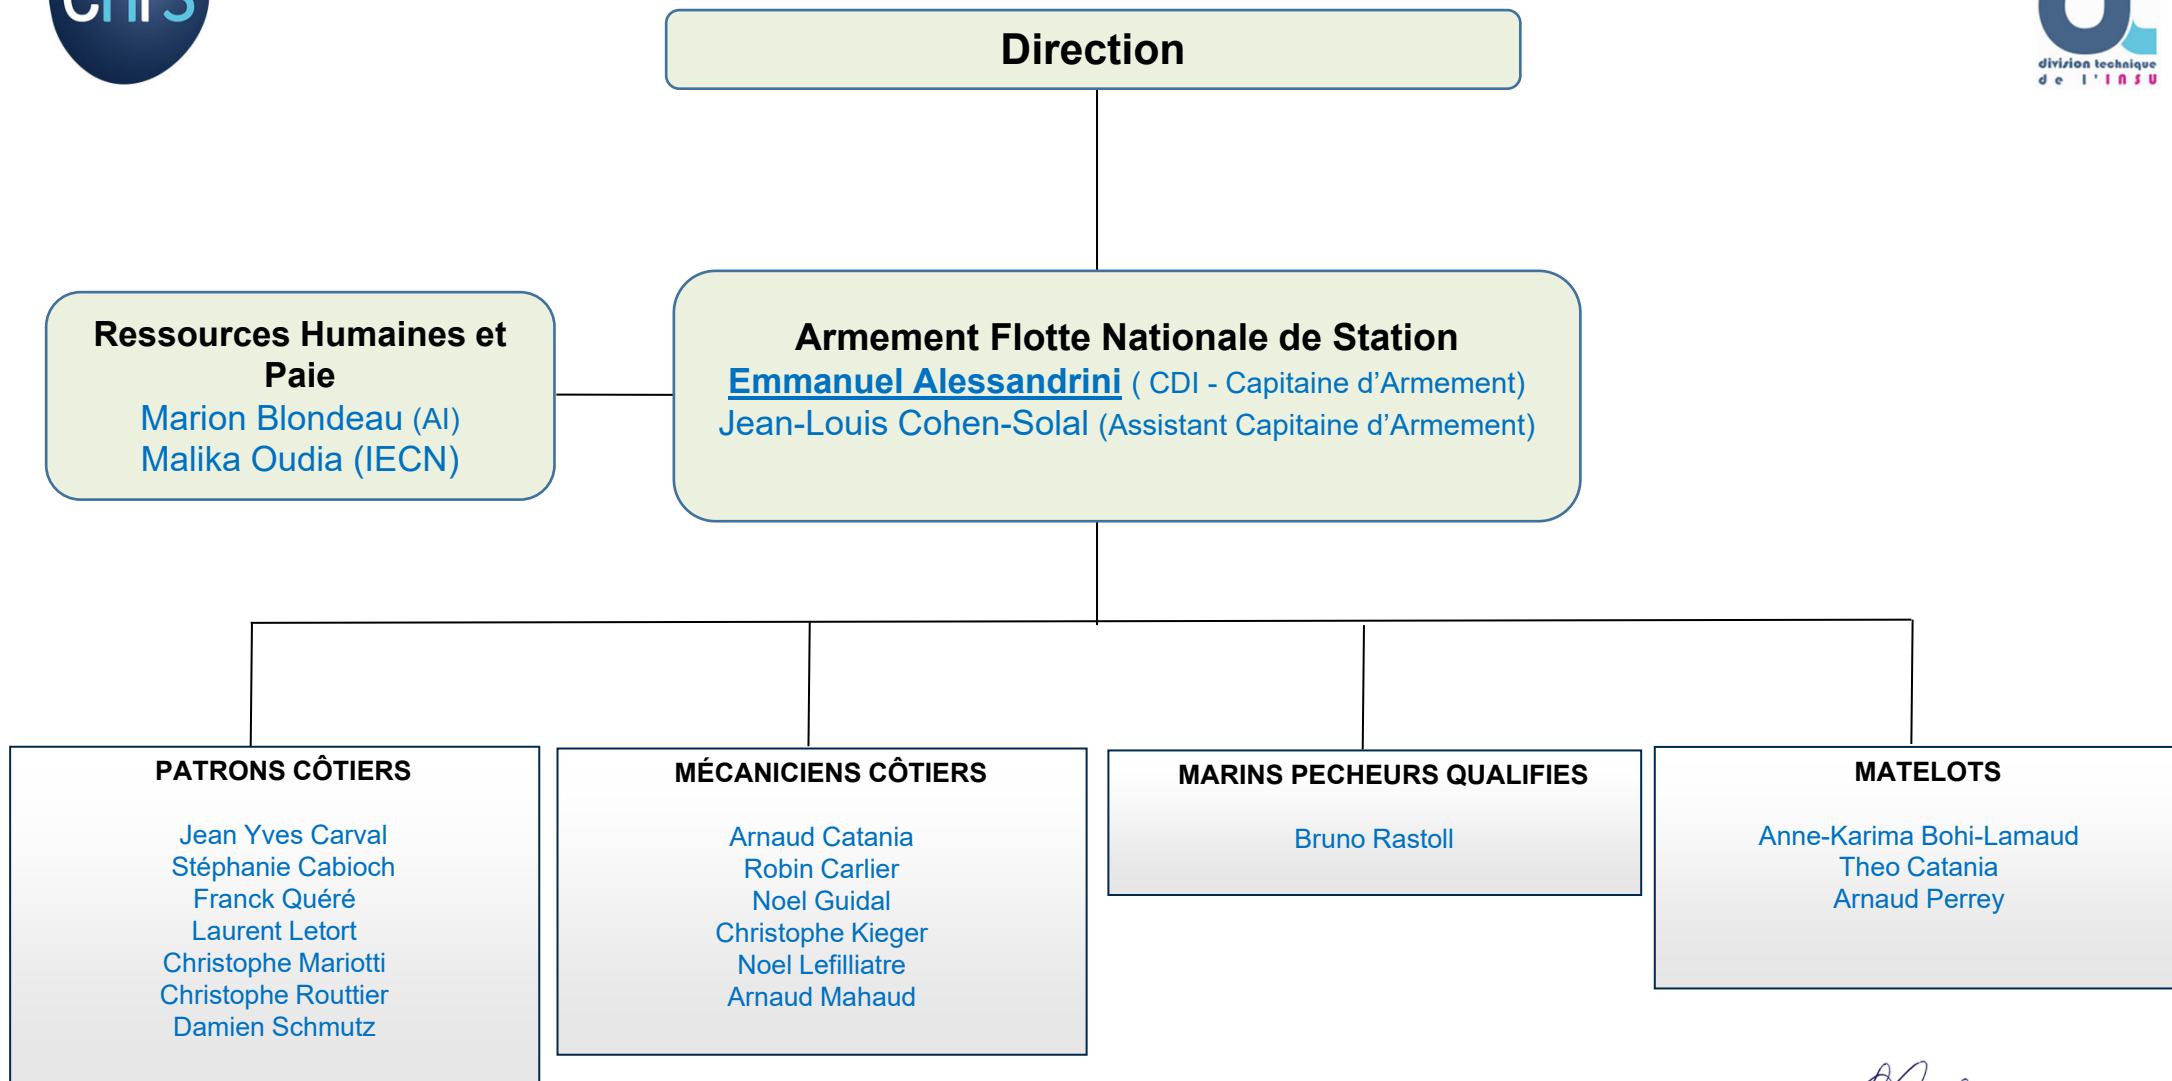 cnrs
Direction
division technique
de l'INSU
Ressources Humaines et
Paie
Marion Blondeau (AI)
Malika Oudia (IECN)
Armement Flotte Nationale de Station
Emmanuel Alessandrini ( CDI - Capitaine d’Armement)
Jean-Louis Cohen-Solal (Assistant Capitaine d’Armement)
PATRONS CÔTIERS
Jean Yves Carval
Stéphanie Cabioch
Franck Quéré
Laurent Letort
Christophe Mariotti
Christophe Routtier
Damien Schmutz
MÉCANICIENS CÔTIERS
Arnaud Catania
Robin Carlier
Noel Guidal
Christophe Kieger
Noel Lefilliatre
Arnaud Mahaud
MARINS PECHEURS QUALIFIES
Bruno Rastoll
MATELOTS
Anne-Karima Bohi-Lamaud
Theo Catania
Arnaud Perrey